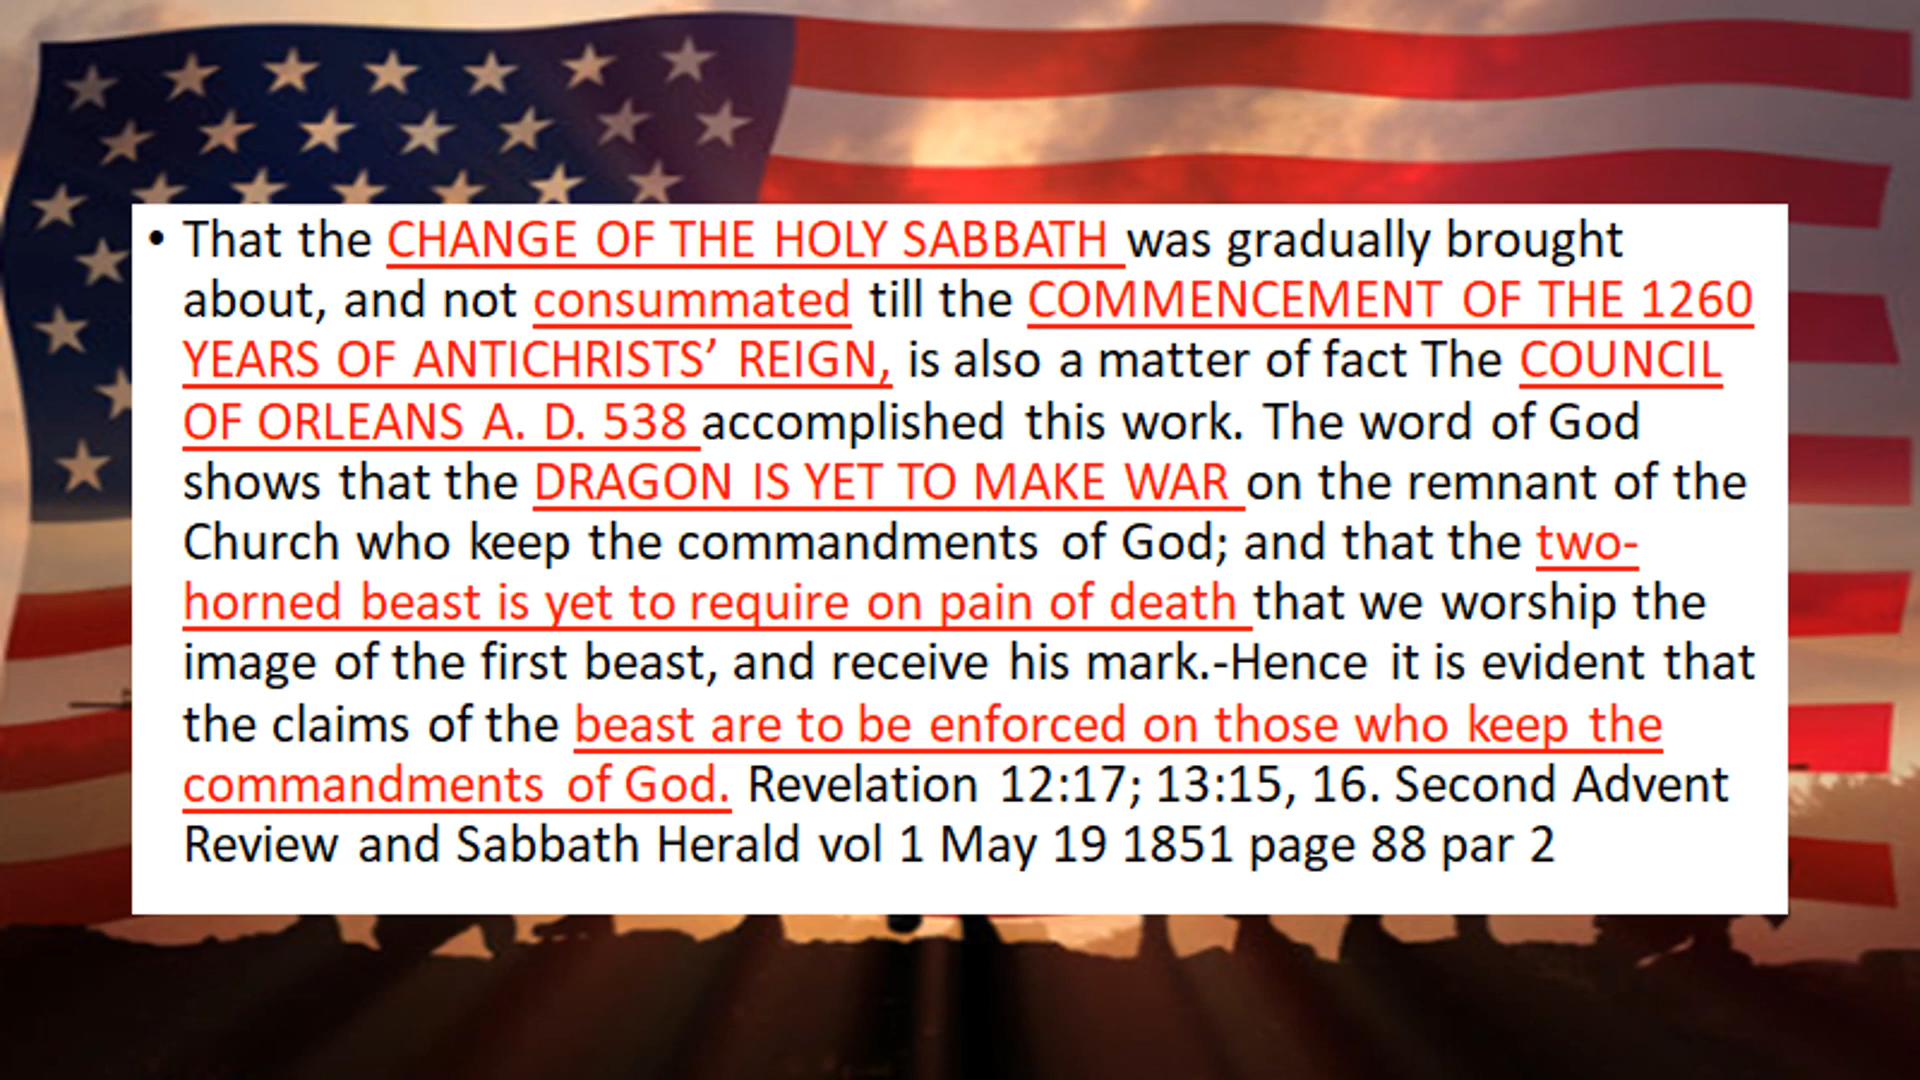 • That the CHANGE OF THE HOLY SABBATH was gradually brought
about, and not consummated till the COMMENCEMENT OF THE 1260
YEARS OF ANTICHRISTS’ REIGN, is also a matter of fact The COUNCIL
OF ORLEANS A. D. 538 accomplished this work. The word of God
shows that the DRAGON IS YET TO MAKE WAR on the remnant of the
Church who keep the commandments of God; and that the two-
horned beast is yet to require on pain of death that we worship the
image of the first beast, and receive his mark.-Hence it is evident that
the claims of the beast are to be enforced on those who keep the
commandments of God. Revelation 12:17; 13:15, 16. Second Advent
Review and Sabbath Herald vol 1 May 19 1851 page 88 par 2